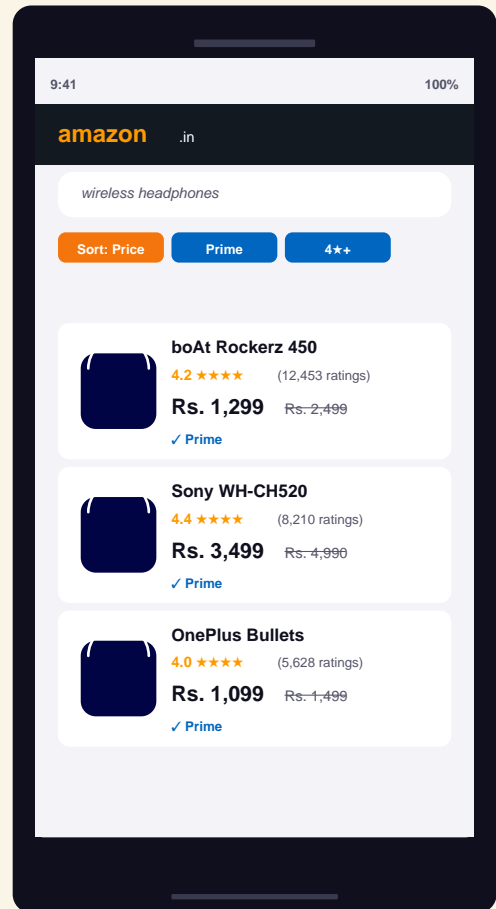 9:41 100%
amazon .in
wireless headphones
Sort: Price Prime 4★+
boAt Rockerz 450
4.2 ★★★★ (12,453 ratings)
Rs. 1,299 Rs. 2,499
✓ Prime
Sony WH-CH520
4.4 ★★★★ (8,210 ratings)
Rs. 3,499 Rs. 4,990
✓ Prime
OnePlus Bullets
4.0 ★★★★ (5,628 ratings)
Rs. 1,099 Rs. 1,499
✓ Prime